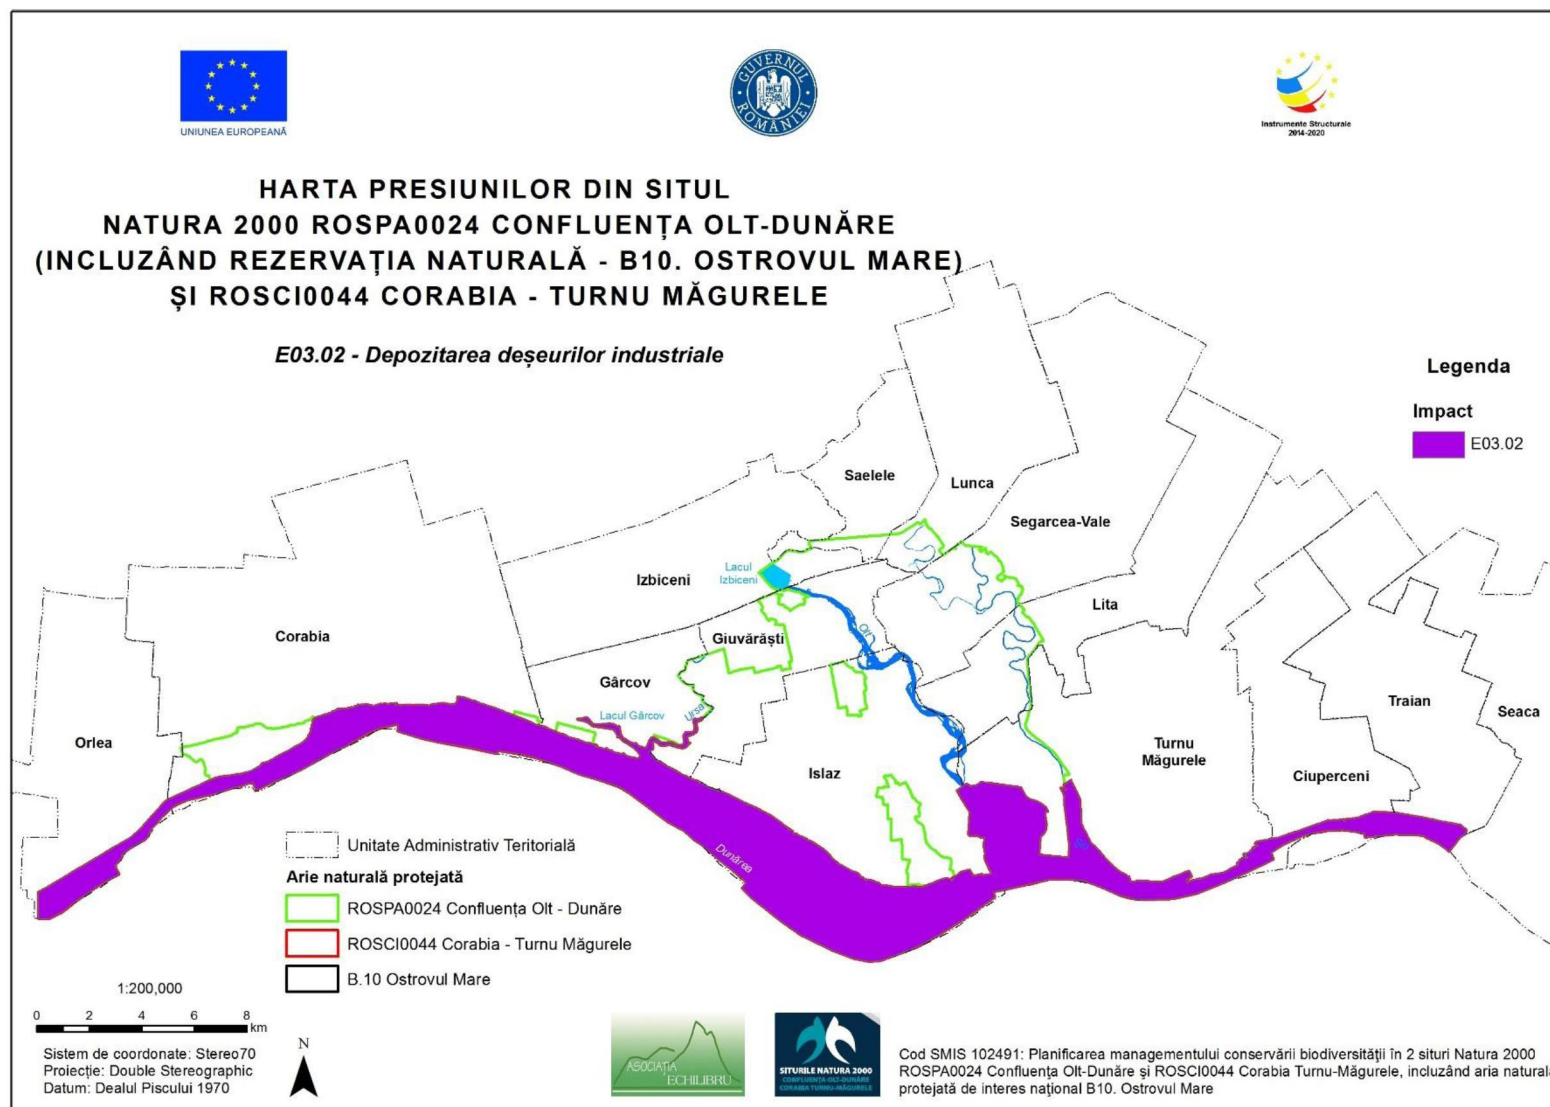 UNIUNEA EUROPEANĂ
GUVERNUL ROMÂNIEI
Instrumente Structurale
2014-2020
HARTA PRESIUNILOR DIN SITUL
NATURA 2000 ROSPA0024 CONFLUENȚA OLT-DUNĂRE
(INCLUZÂND REZERVAȚIA NATURALĂ - B10. OSTROVUL MARE)
ȘI ROSCI0044 CORABIA - TURNU MĂGURELE
E03.02 - Depozitarea deșeurilor industriale
Legenda
Impact
E03.02
Saelele
Lunca
Segarcea-Vale
Izbiceni
Lacul
Izbiceni
Lita
Corabia
Giuvărăști
Olt
Gârcov
Lacul Gârcov
Ursa
Traian
Seaca
Orlea
Islaz
Turnu
Măgurele
Ciuperceni
Dunărea
Unitate Administrativ Teritorială
Arie naturală protejată
ROSPA0024 Confluența Olt - Dunăre
ROSCI0044 Corabia - Turnu Măgurele
B.10 Ostrovul Mare
1:200,000
0 2 4 6 8
km
N
Sistem de coordonate: Stereo70
Proiecție: Double Stereographic
Datum: Dealul Piscului 1970
ASOCIAȚIA
ECHILIBRU
SITURILE NATURA 2000
CONFLUENȚA OLT-DUNĂRE
CORABIA TURNU-MĂGURELE
Cod SMIS 102491: Planificarea managementului conservării biodiversității în 2 situri Natura 2000
ROSPA0024 Confluența Olt-Dunăre și ROSCI0044 Corabia Turnu-Măgurele, incluzând aria naturală
protejată de interes național B10. Ostrovul Mare